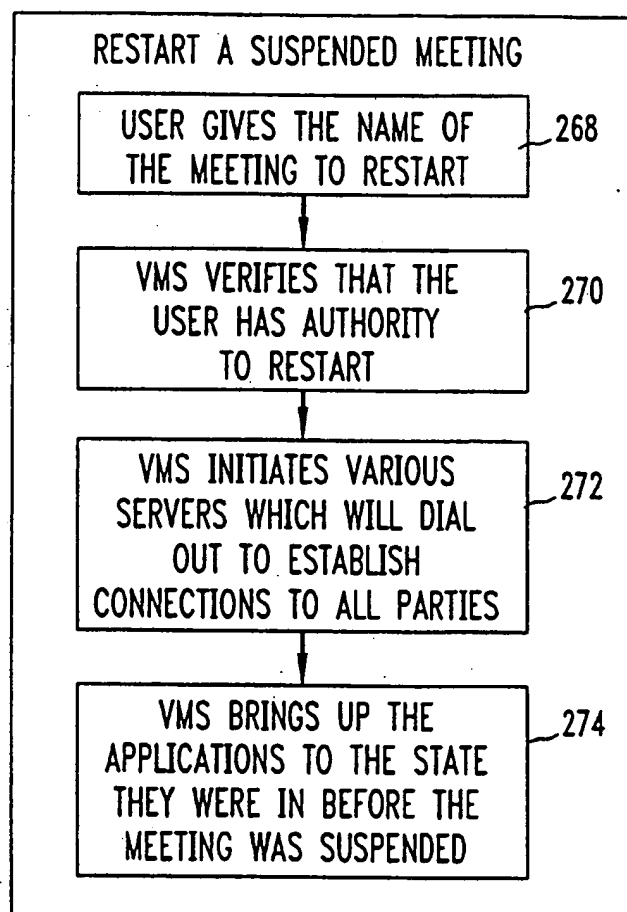 RESTART A SUSPENDED MEETING
USER GIVES THE NAME OF
THE MEETING TO RESTART
268
VMS VERIFIES THAT THE
USER HAS AUTHORITY
TO RESTART
270
VMS INITIATES VARIOUS
SERVERS WHICH WILL DIAL
OUT TO ESTABLISH
CONNECTIONS TO ALL PARTIES
272
VMS BRINGS UP THE
APPLICATIONS TO THE STATE
THEY WERE IN BEFORE THE
MEETING WAS SUSPENDED
274